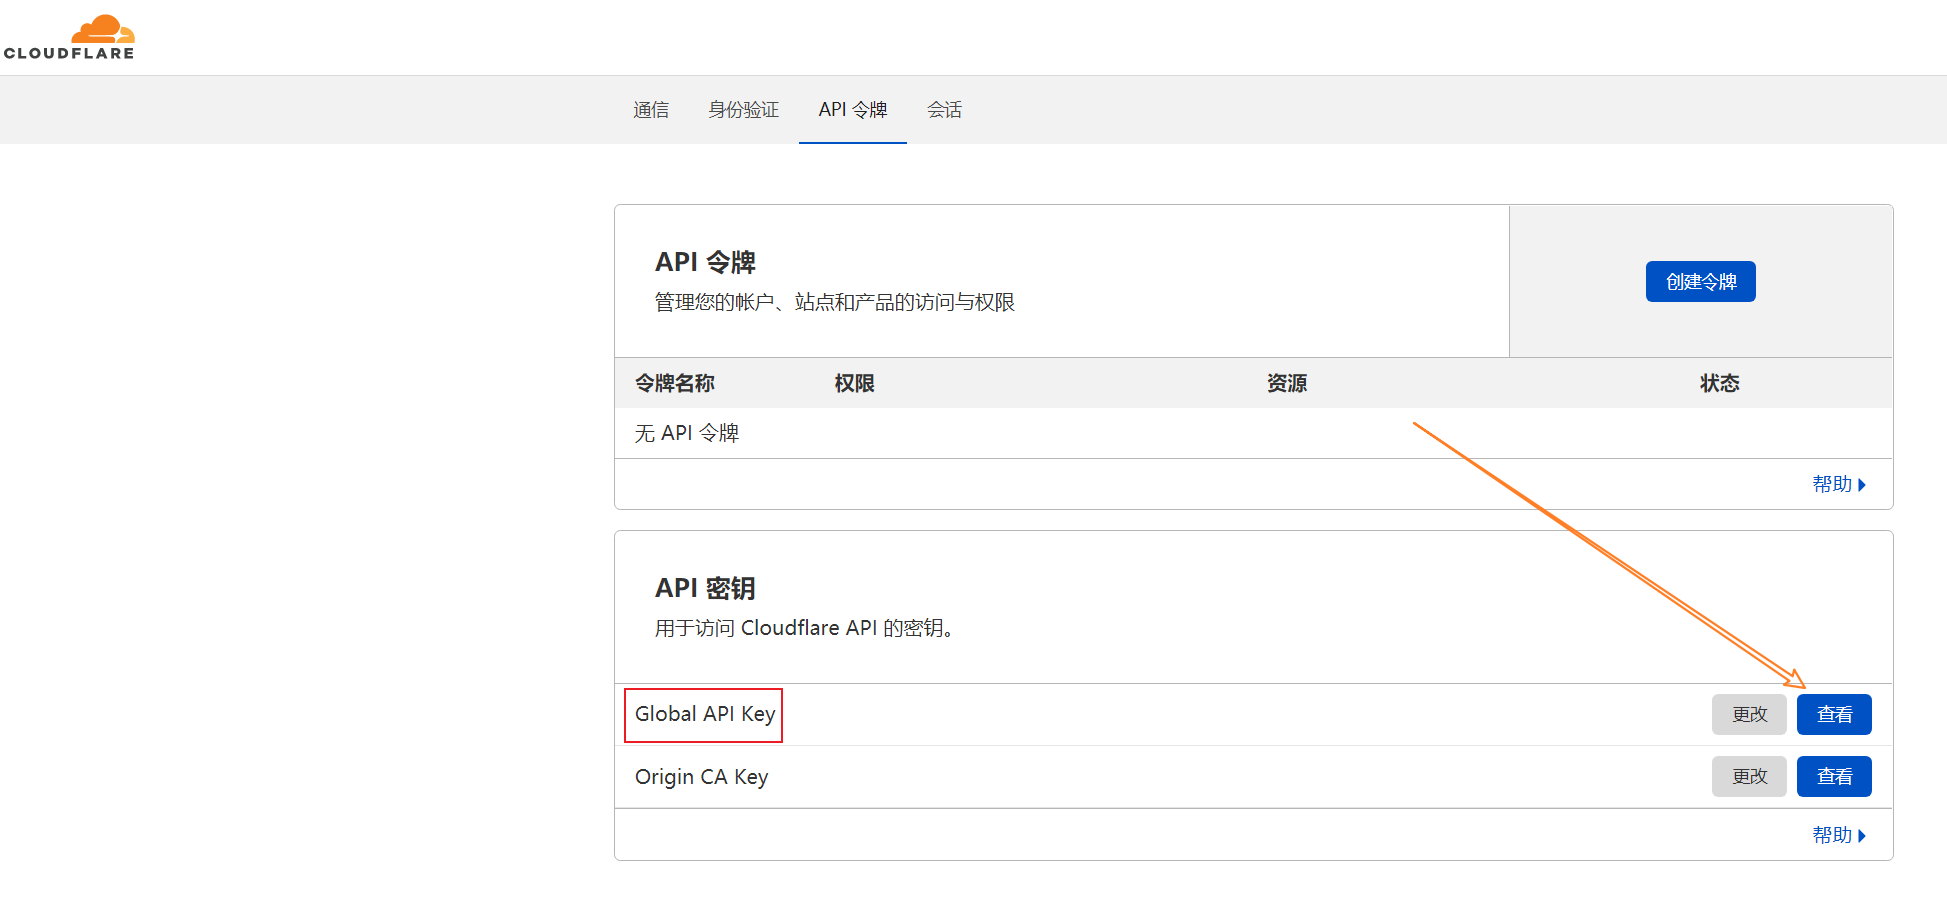 CLOUDFLARE
通信 身份验证 API 令牌 会话
API 令牌
管理您的帐户、站点和产品的访问与权限
创建令牌
令牌名称 权限 资源 状态
无 API 令牌
帮助
API 密钥
用于访问 Cloudflare API 的密钥。
Global API Key 更改 查看
Origin CA Key 更改 查看
帮助